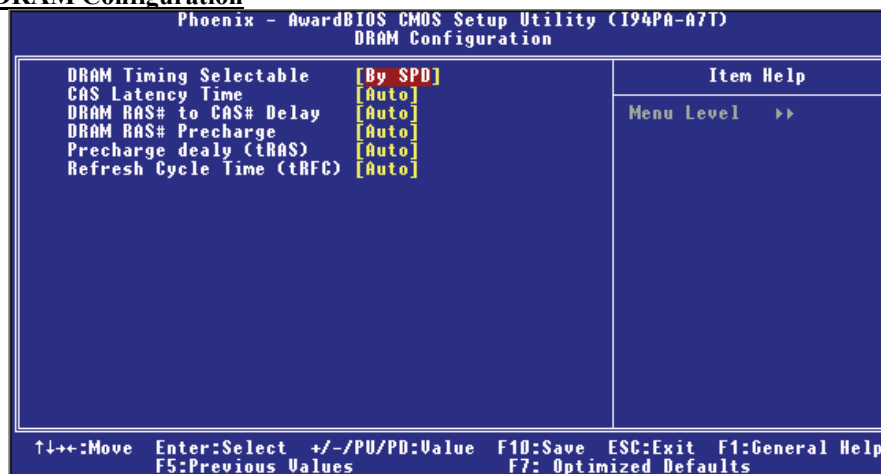 DRAM Configuration
Phoenix - AwardBIOS CMOS Setup Utility (I94PA-A7T)
DRAM Configuration
DRAM Timing Selectable [By SPD]
CAS Latency Time [Auto]
DRAM RAS# to CAS# Delay [Auto]
DRAM RAS# Precharge [Auto]
Precharge dealy (tRAS) [Auto]
Refresh Cycle Time (tRFC) [Auto]
Item Help
Menu Level ▸▸
↑↓→←:Move Enter:Select +/-/PU/PD:Value F10:Save ESC:Exit F1:General Help
F5:Previous Values F7: Optimized Defaults